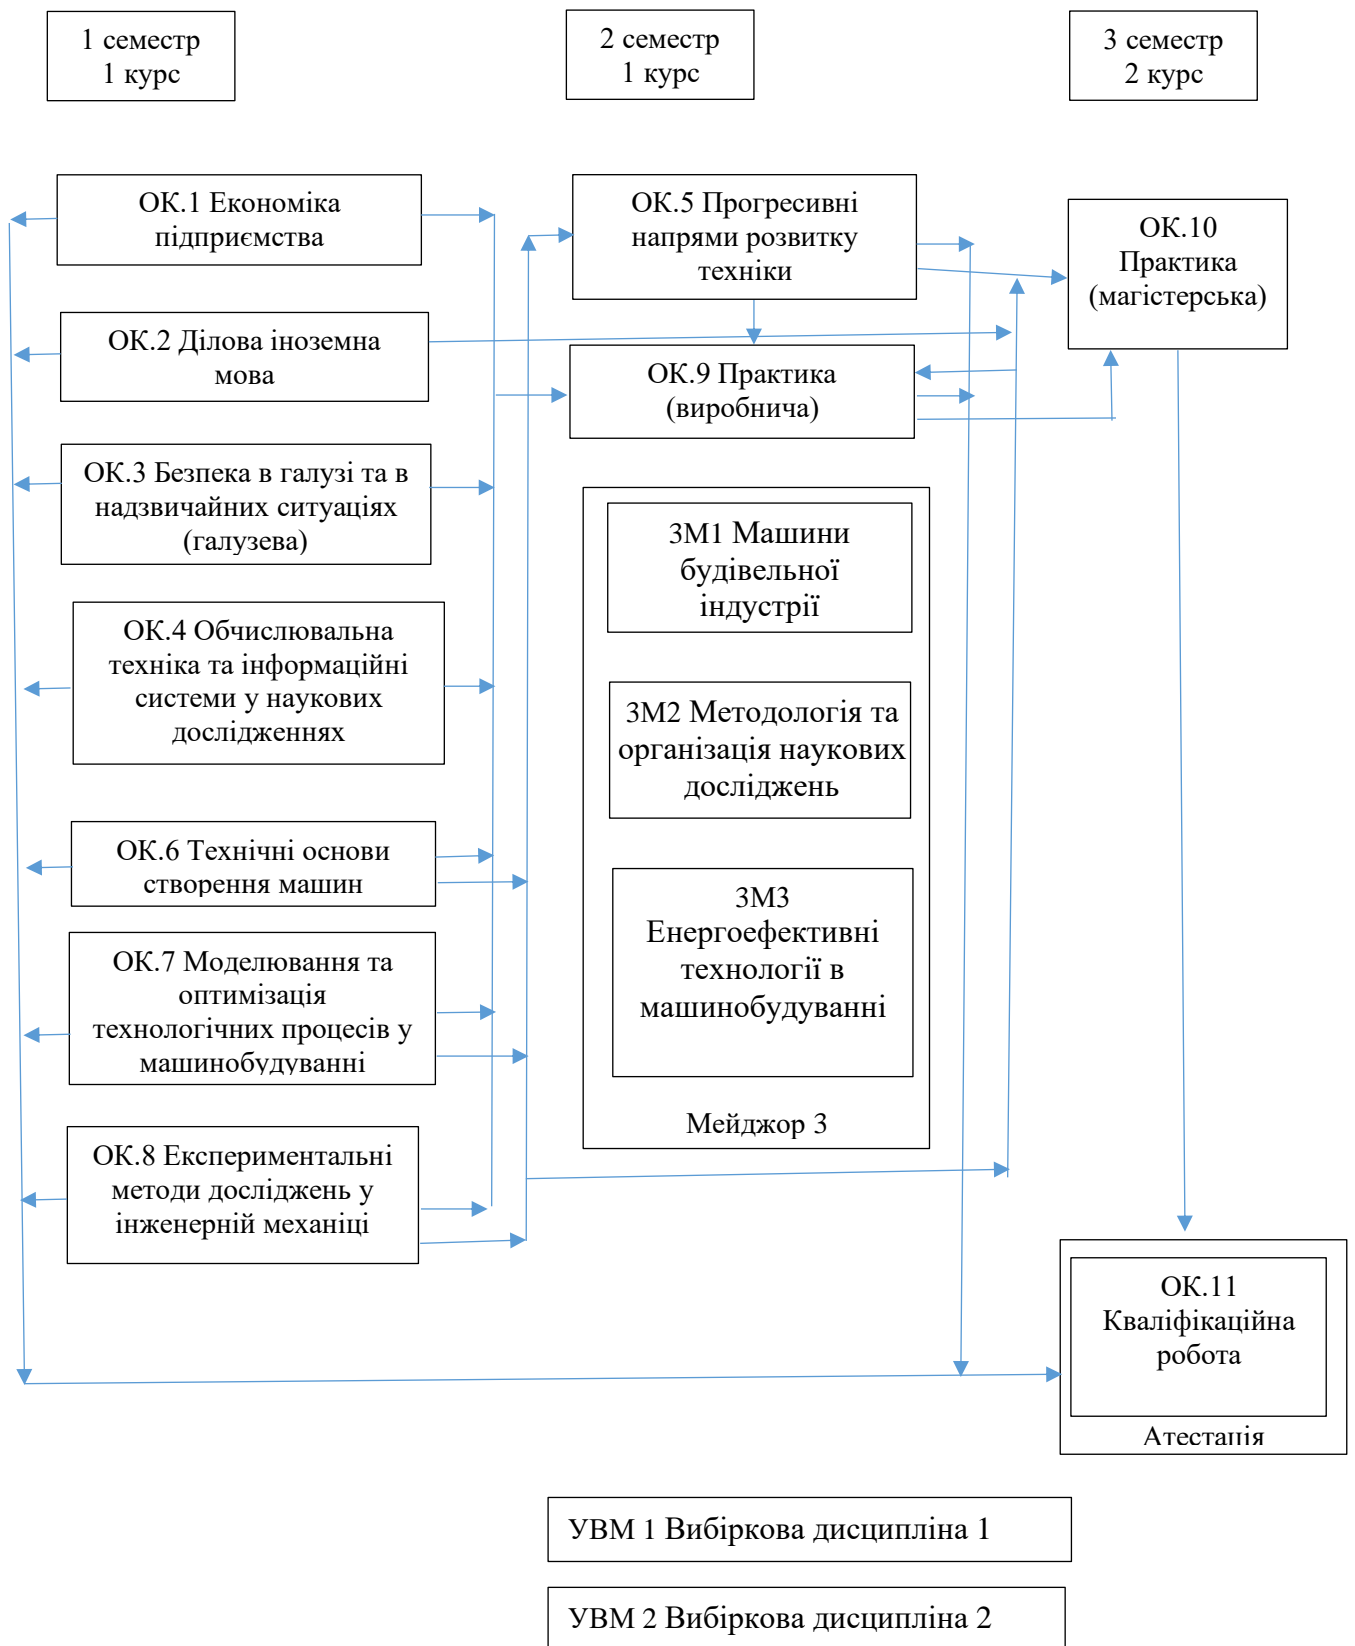 1 семестр
1 курс
2 семестр
1 курс
3 семестр
2 курс
ОК.1 Економіка
підприємства
ОК.2 Ділова іноземна
мова
ОК.3 Безпека в галузі та в
надзвичайних ситуаціях
(галузева)
ОК.4 Обчислювальна
техніка та інформаційні
системи у наукових
дослідженнях
ОК.6 Технічні основи
створення машин
ОК.7 Моделювання та
оптимізація
технологічних процесів у
машинобудуванні
ОК.8 Експериментальні
методи досліджень у
інженерній механіці
ОК.5 Прогресивні
напрями розвитку
техніки
ОК.9 Практика
(виробнича)
3М1 Машини
будівельної
індустрії
3М2 Методологія та
організація наукових
досліджень
3М3
Енергоефективні
технології в
машинобудуванні
Мейджор 3
ОК.10
Практика
(магістерська)
ОК.11
Кваліфікаційна
робота
Атестація
УВМ 1 Вибіркова дисципліна 1
УВМ 2 Вибіркова дисципліна 2